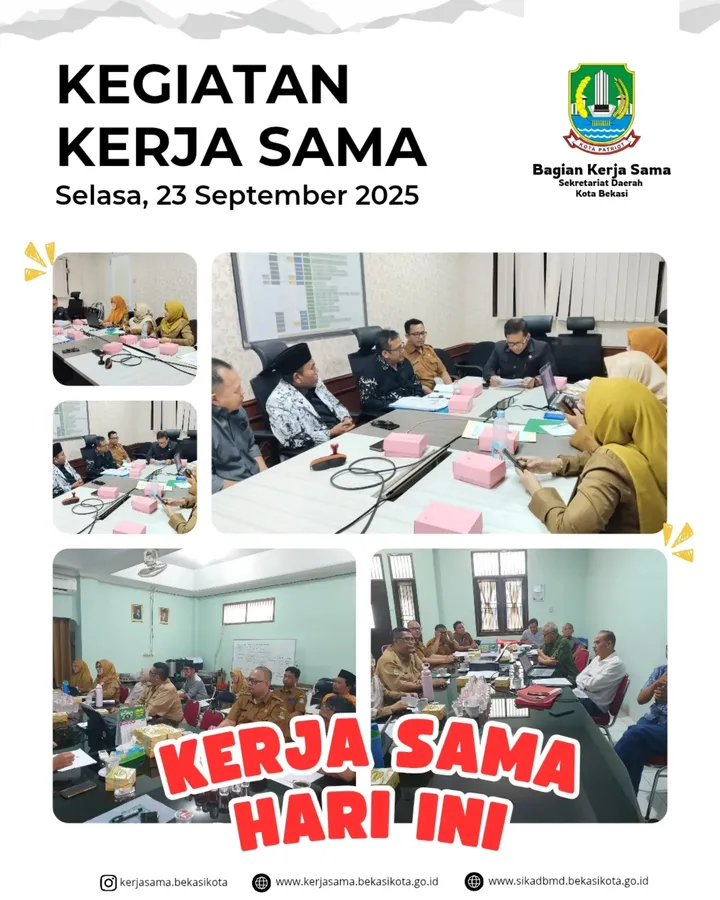 KEGIATAN
KERJA SAMA
Selasa, 23 September 2025
KOTA PATRIOT
Bagian Kerja Sama
Sekretariat Daerah
Kota Bekasi
KERJA SAMA
HARI INI
kerjasama.bekasikota
www.kerjasama.bekasikota.go.id
www.sikadbmd.bekasikota.go.id